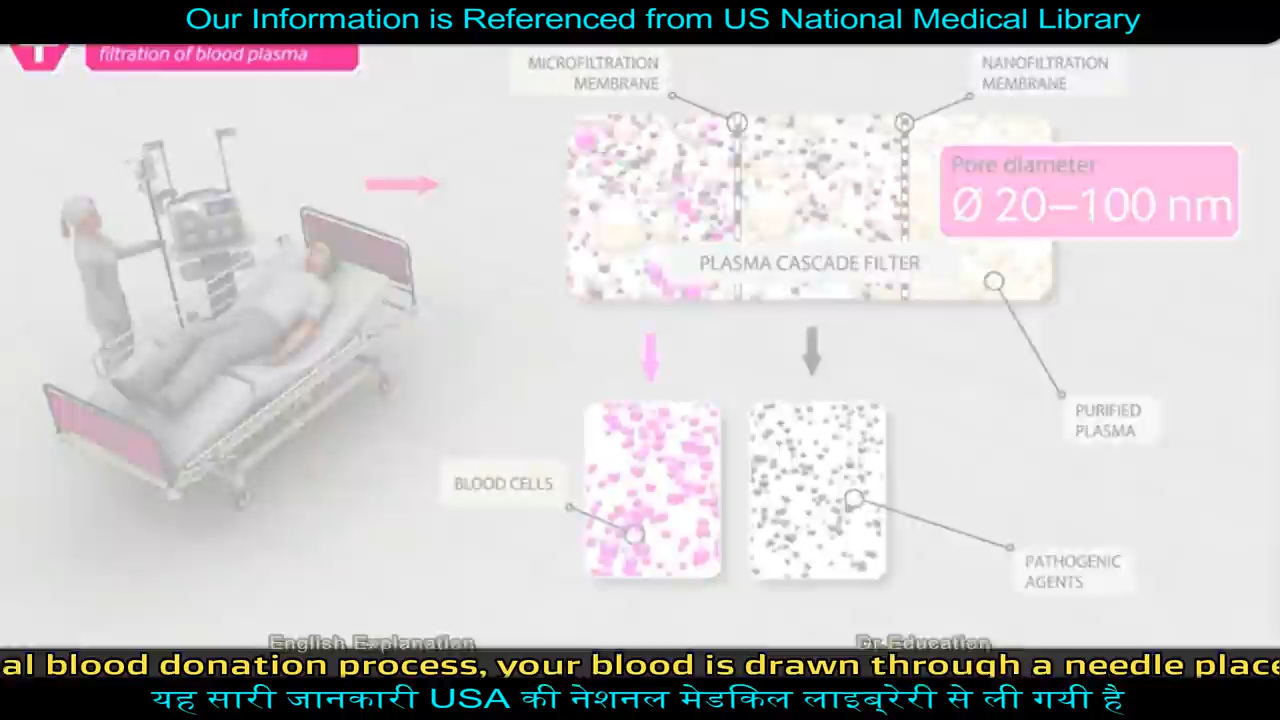 Our Information is Referenced from US National Medical Library
filtration of blood plasma
MICROFILTRATION
MEMBRANE
NANOFILTRATION
MEMBRANE
Pore diameter
Ø 20–100 nm
PLASMA CASCADE FILTER
PURIFIED
PLASMA
BLOOD CELLS
PATHOGENIC
AGENTS
English Explanation
Dr.Education
al blood donation process, your blood is drawn through a needle place
यह सारी जानकारी USA की नेशनल मेडकिल लाइब्रेरी से ली गयी है